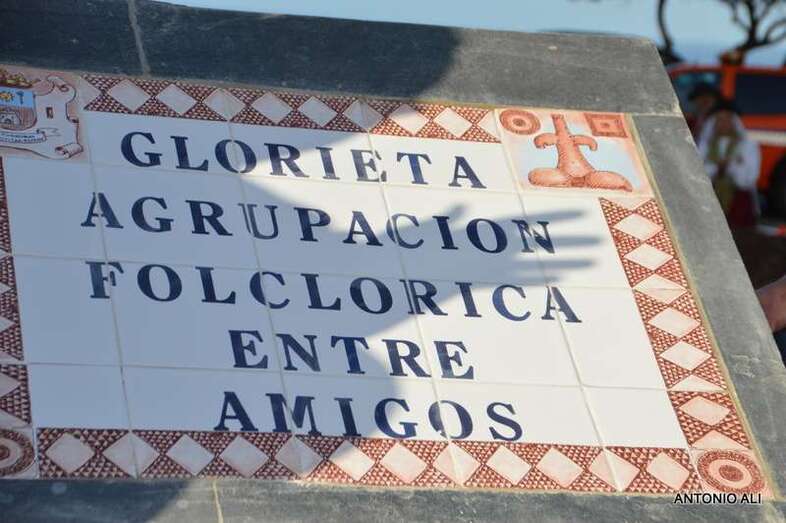 GLORIETA
AGRUPACION
FOLCLORICA
ENTRE
AMIGOS
ANTONIO ALI